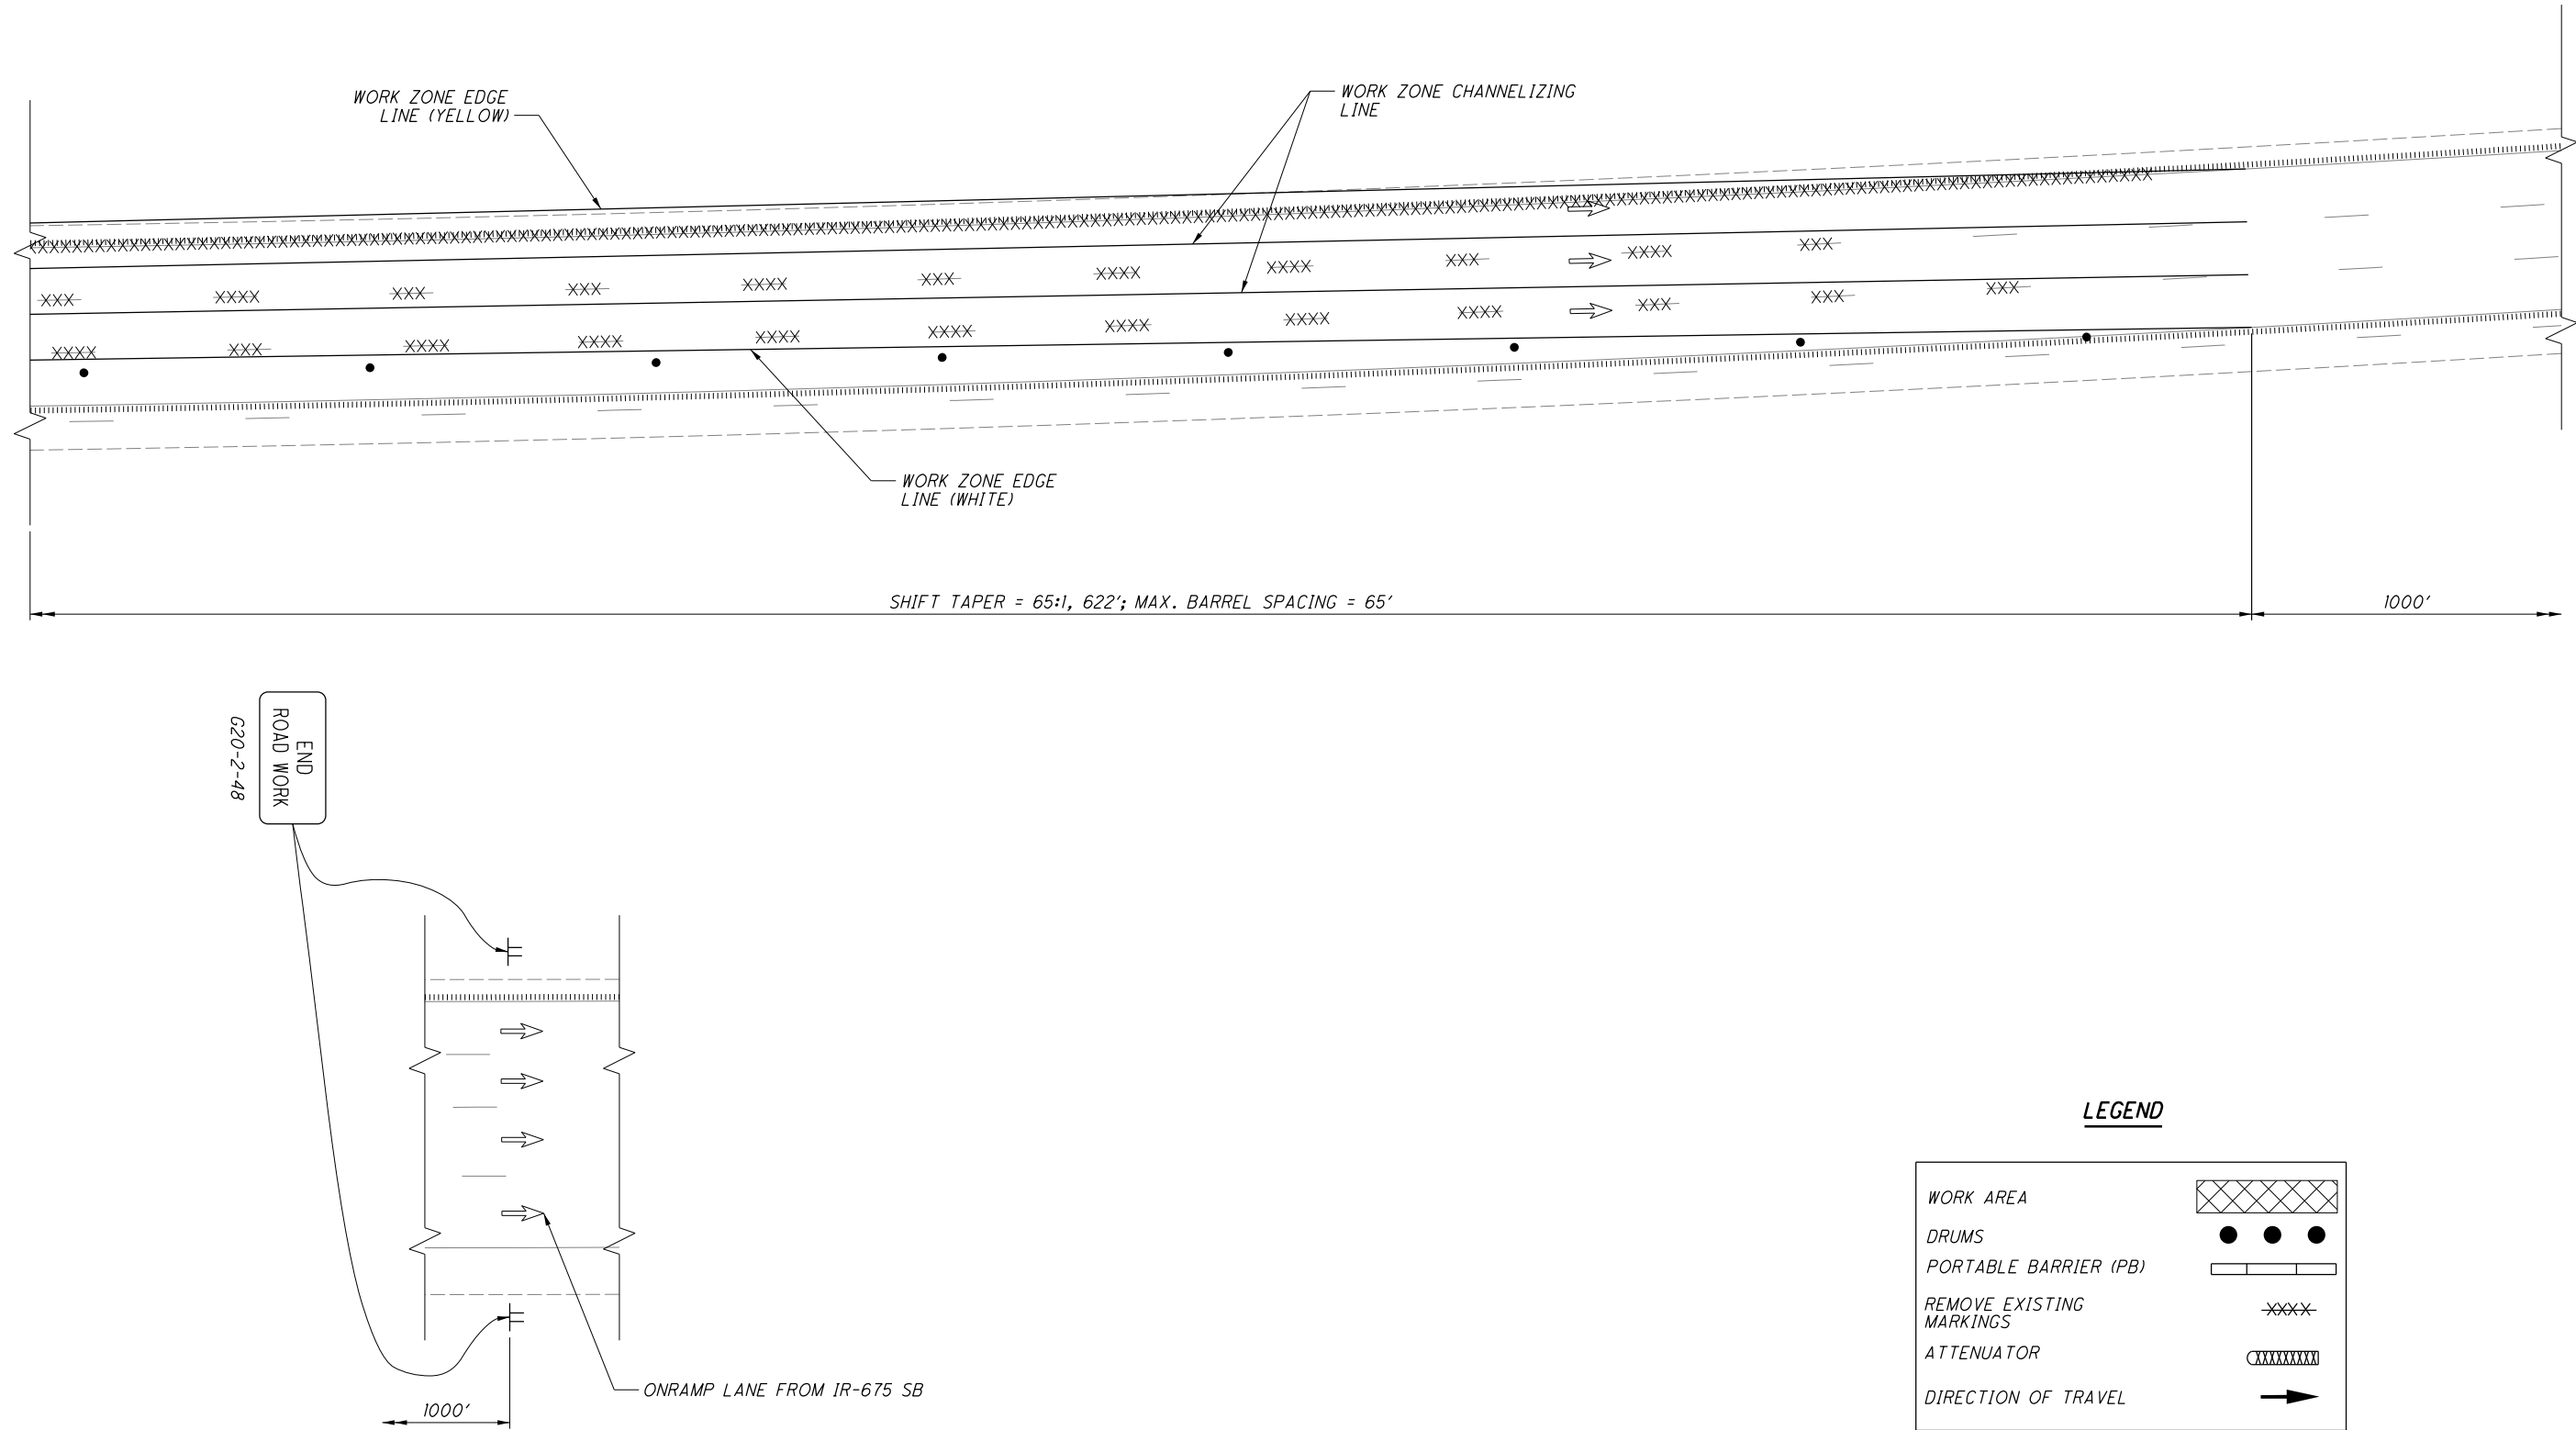 WORK ZONE EDGE
LINE (YELLOW)
WORK ZONE CHANNELIZING
LINE
WORK ZONE EDGE
LINE (WHITE)
SHIFT TAPER = 65:1, 622'; MAX. BARREL SPACING = 65'
1000'
END
ROAD WORK
G20-2-48
ONRAMP LANE FROM IR-675 SB
1000'
LEGEND
WORK AREA
DRUMS
PORTABLE BARRIER (PB)
REMOVE EXISTING
MARKINGS
ATTENUATOR
DIRECTION OF TRAVEL